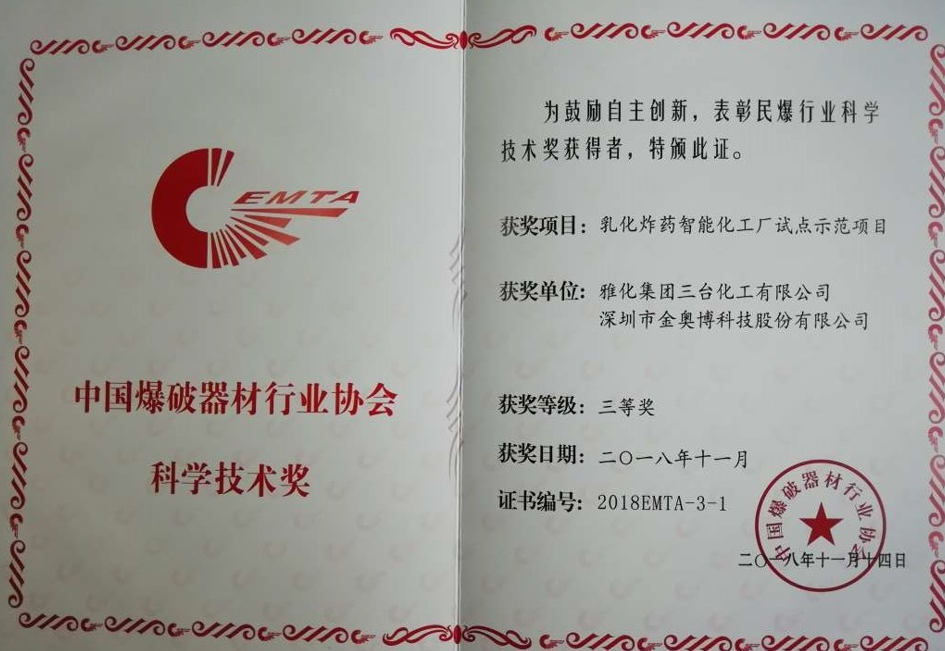 CEMTA
中国爆破器材行业协会
科学技术奖
为鼓励自主创新，表彰民爆行业科学
技术奖获得者，特颁此证。
获奖项目：乳化炸药智能化工厂试点示范项目
获奖单位：雅化集团三台化工有限公司
深圳市金奥博科技股份有限公司
获奖等级：三等奖
获奖日期：二〇一八年十一月
证书编号：2018EMTA-3-1
中国爆破器材行业协会
二〇一八年十一月十四日